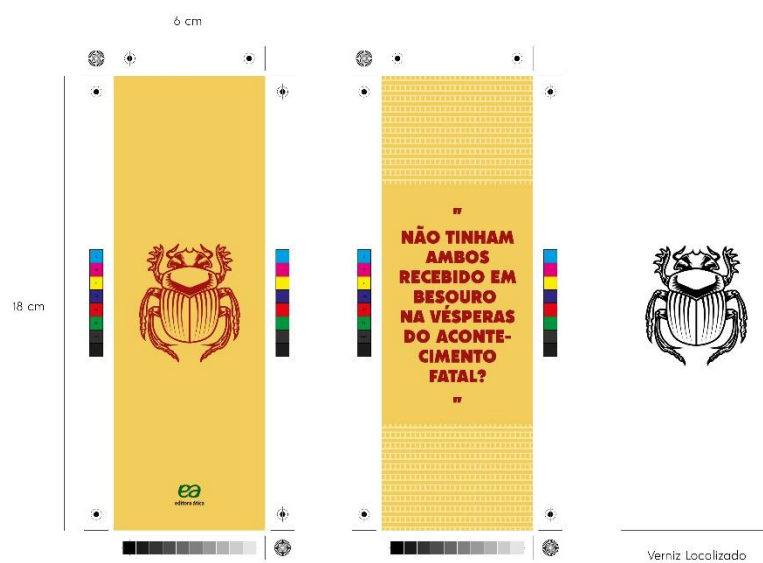 6 cm
18 cm
ea
editora ática
"
NÃO TINHAM
AMBOS
RECEBIDO EM
BESOURO
NA VÉSPERAS
DO ACONTE-
CIMENTO
FATAL?
"
Verniz Localizado